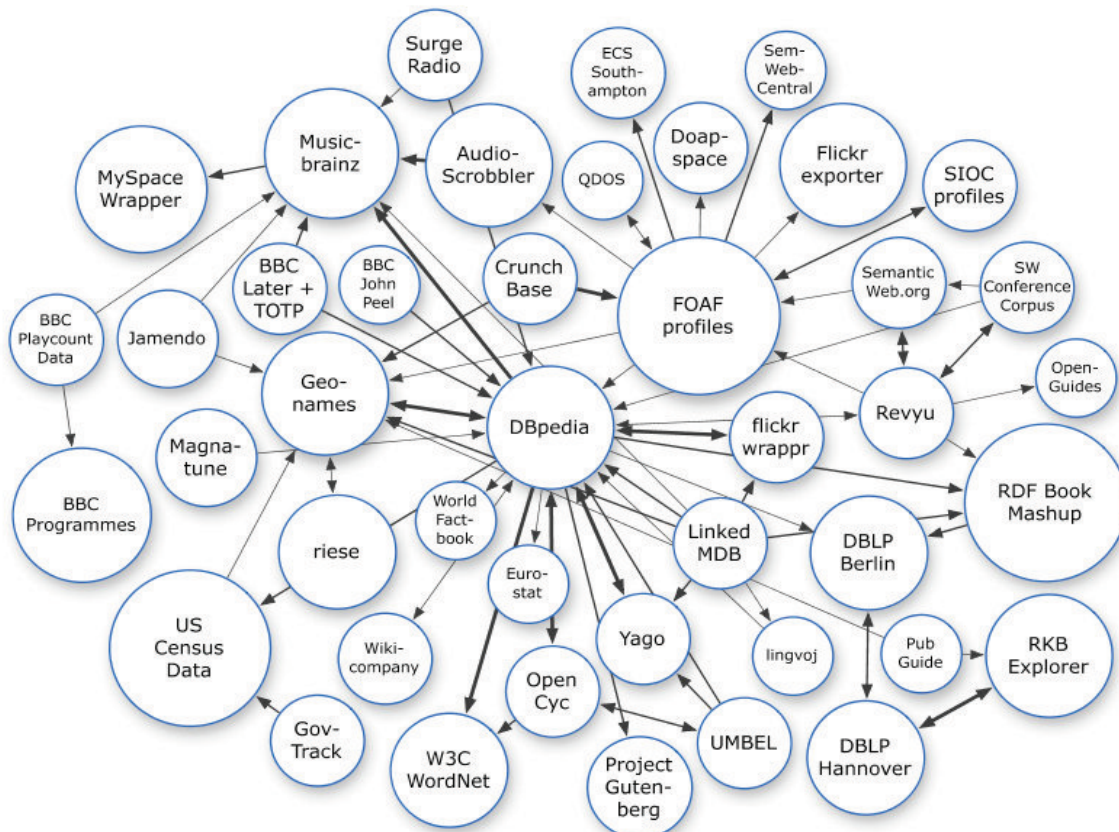 Surge
Radio
ECS
South-
ampton
Sem-
Web-
Central
Music-
brainz
Audio-
Scrobbler
Doap-
space
Flickr
exporter
MySpace
Wrapper
QDOS
SIOC
profiles
BBC
Later +
TOTP
BBC
John
Peel
Crunch
Base
FOAF
profiles
Semantic
Web.org
SW
Conference
Corpus
BBC
Playcount
Data
Jamendo
Geo-
names
DBpedia
flickr
wrappr
Revyu
Open-
Guides
Magna-
tune
BBC
Programmes
World
Fact-
book
RDF Book
Mashup
riese
Linked
MDB
DBLP
Berlin
Euro-
stat
US
Census
Data
Wiki-
company
Yago
lingvoj
Pub
Guide
RKB
Explorer
Open
Cyc
Gov-
Track
W3C
WordNet
Project
Guten-
berg
UMBEL
DBLP
Hannover